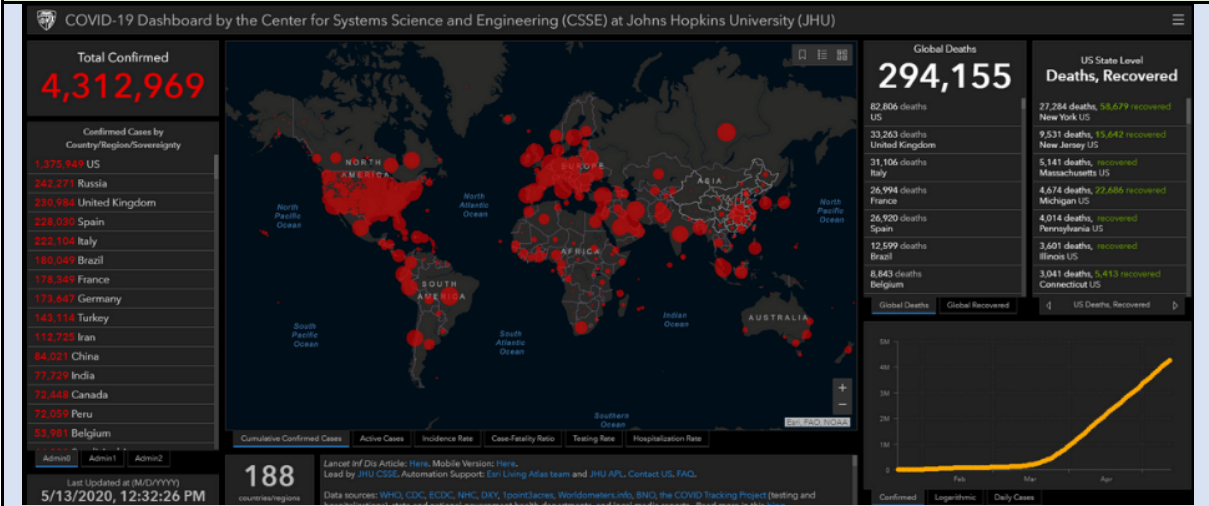 COVID-19 Dashboard by the Center for Systems Science and Engineering (CSSE) at Johns Hopkins University (JHU)
Total Confirmed
4,312,969
Confirmed Cases by
Country/Region/Sovereignty
1,375,949 US
242,271 Russia
230,984 United Kingdom
228,030 Spain
222,104 Italy
180,049 Brazil
178,349 France
173,647 Germany
143,114 Turkey
112,725 Iran
84,021 China
77,729 India
72,448 Canada
72,059 Peru
53,981 Belgium
Admin0 Admin1 Admin2
Last Updated at (M/D/YYYY)
5/13/2020, 12:32:26 PM
NORTH
AMERICA
EUROPE
ASIA
North
Pacific
Ocean
North
Atlantic
Ocean
North
Pacific
Ocean
AFRICA
SOUTH
AMERICA
Indian
Ocean
AUSTRALIA
South
Pacific
Ocean
South
Atlantic
Ocean
Southern
Ocean
+
−
Esri, FAO, NOAA
Cumulative Confirmed Cases Active Cases Incidence Rate Case-Fatality Ratio Testing Rate Hospitalization Rate
188
countries/regions
Lancet Inf Dis Article: Here. Mobile Version: Here.
Lead by JHU CSSE. Automation Support: Esri Living Atlas team and JHU APL. Contact US. FAQ.
Data sources: WHO, CDC, ECDC, NHC, DXY, 1point3acres, Worldometers.info, BNO, the COVID Tracking Project (testing and
Global Deaths
294,155
82,806 deaths
US
33,263 deaths
United Kingdom
31,106 deaths
Italy
26,994 deaths
France
26,920 deaths
Spain
12,599 deaths
Brazil
8,843 deaths
Belgium
Global Deaths Global Recovered
US State Level
Deaths, Recovered
27,284 deaths, 58,679 recovered
New York US
9,531 deaths, 15,642 recovered
New Jersey US
5,141 deaths, recovered
Massachusetts US
4,674 deaths, 22,686 recovered
Michigan US
4,014 deaths, recovered
Pennsylvania US
3,601 deaths, recovered
Illinois US
3,041 deaths, 5,413 recovered
Connecticut US
US Deaths, Recovered
5M
4M
3M
2M
1M
0
Feb Mar Apr
Confirmed Logarithmic Daily Cases